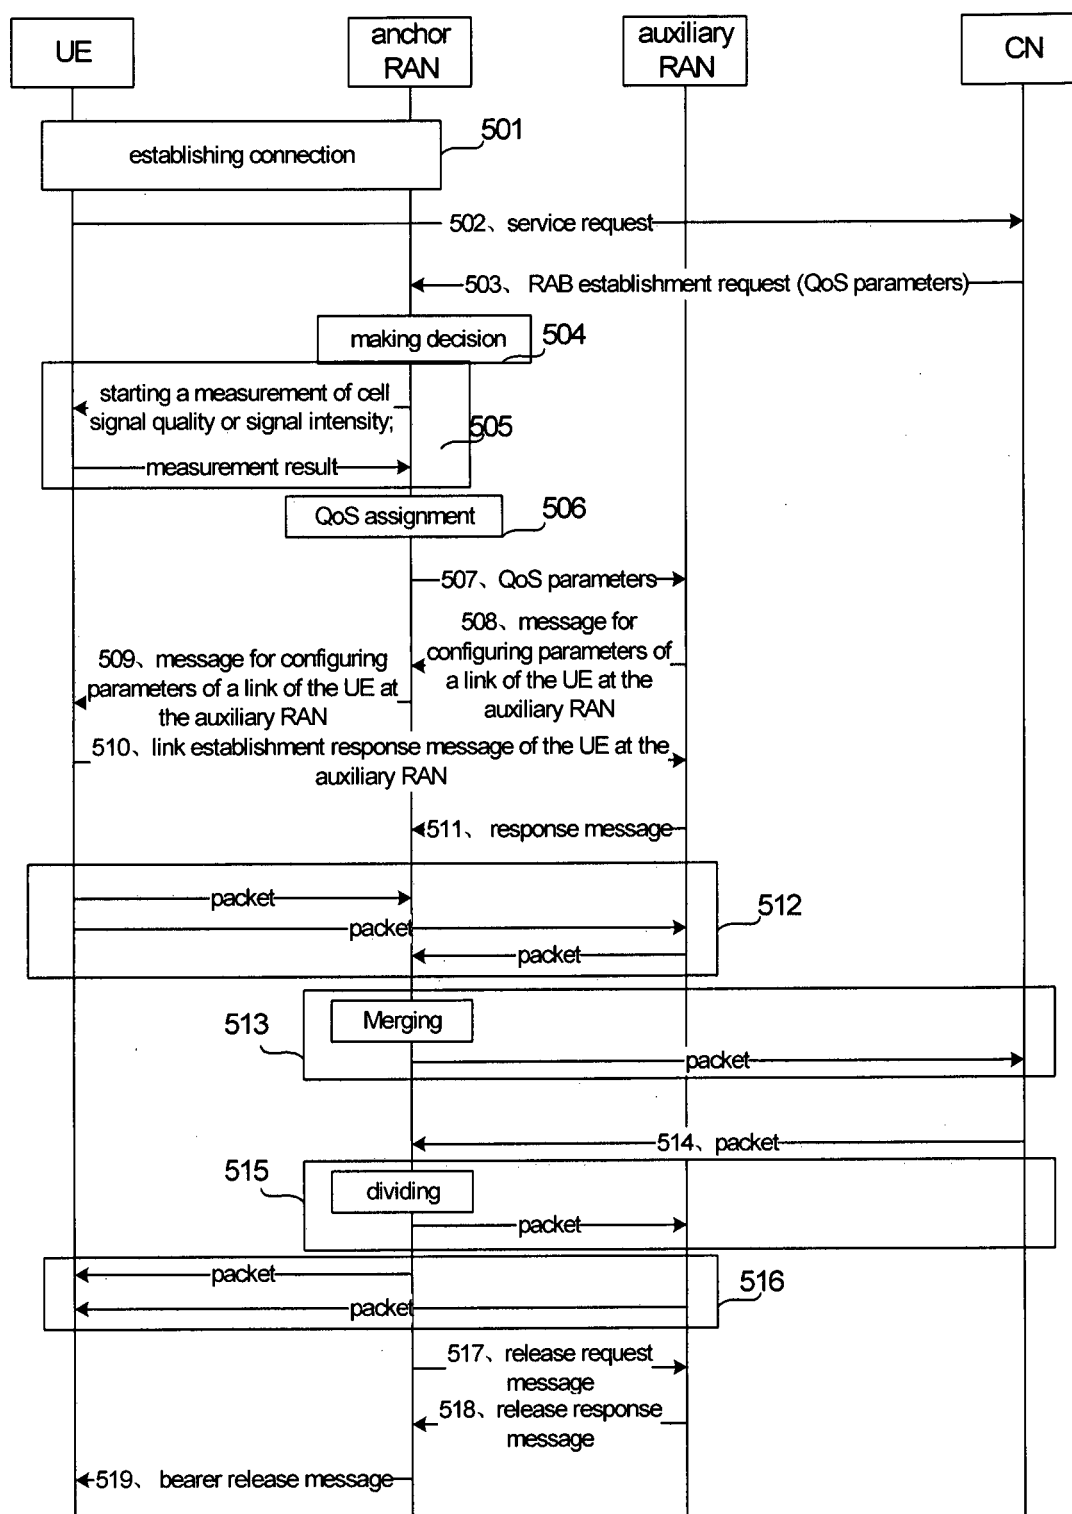 UE
anchor
RAN
auxiliary
RAN
CN
establishing connection
501
502、 service request
503、 RAB establishment request (QoS parameters)
making decision
504
starting a measurement of cell
signal quality or signal intensity;
505
measurement result
QoS assignment
506
507、 QoS parameters
508、 message for
configuring parameters of
a link of the UE at the
auxiliary RAN
509、 message for configuring
parameters of a link of the UE at
the auxiliary RAN
510、 link establishment response message of the UE at the
auxiliary RAN
511、 response message
packet
packet
packet
512
Merging
513
packet
514、 packet
515
dividing
packet
packet
packet
516
517、 release request
message
518、 release response
message
519、 bearer release message